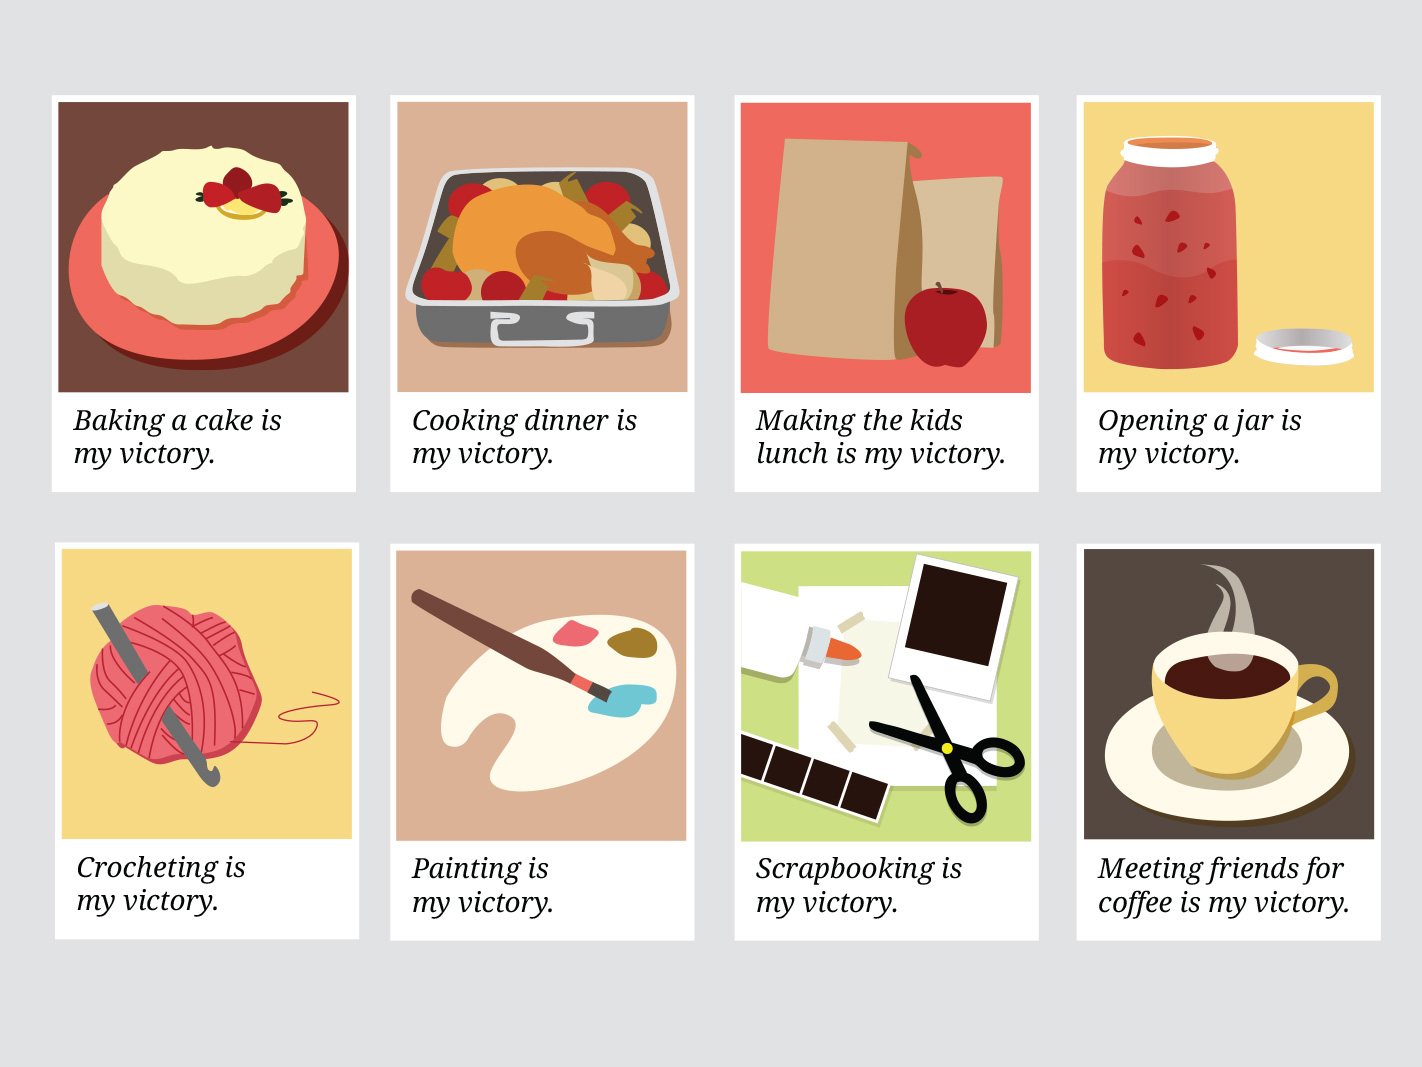 Baking a cake is
my victory.
Cooking dinner is
my victory.
Making the kids
lunch is my victory.
Opening a jar is
my victory.
Crocheting is
my victory.
Painting is
my victory.
Scrapbooking is
my victory.
Meeting friends for
coffee is my victory.